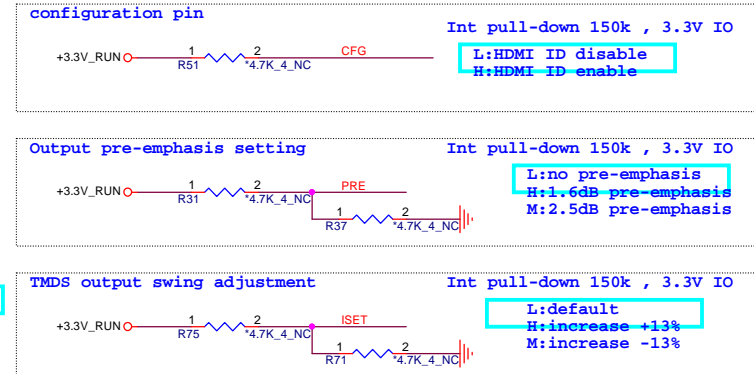 configuration pin
Int pull-down 150k , 3.3V IO
+3.3V_RUN 1 2 CFG
R51 *4.7K_4_NC
L:HDMI ID disable
H:HDMI ID enable
Output pre-emphasis setting
Int pull-down 150k , 3.3V IO
L:no pre-emphasis
H:1.6dB pre-emphasis
M:2.5dB pre-emphasis
+3.3V_RUN 1 2 PRE
R31 *4.7K_4_NC
1 2
R37 *4.7K_4_NC
TMDS output swing adjustment
Int pull-down 150k , 3.3V IO
L:default
H:increase +13%
M:increase -13%
+3.3V_RUN 1 2 ISET
R75 *4.7K_4_NC
1 2
R71 *4.7K_4_NC